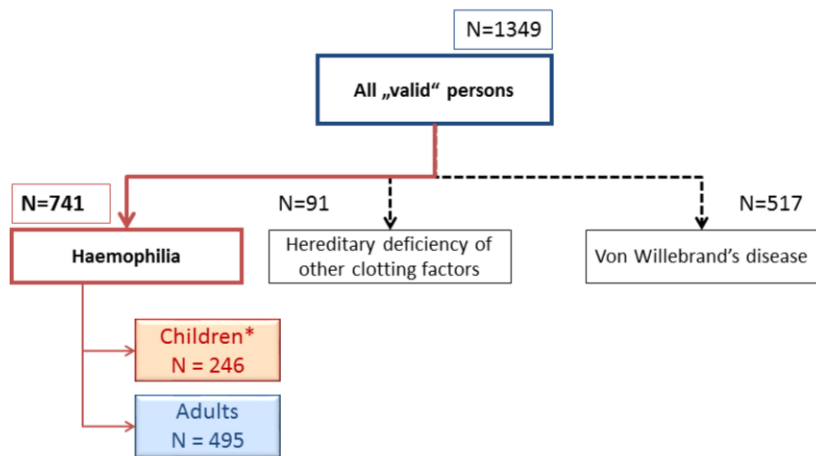 N=1349
All „valid“ persons
N=741
N=91
N=517
Haemophilia
Hereditary deficiency of
other clotting factors
Von Willebrand’s disease
Children*
N = 246
Adults
N = 495